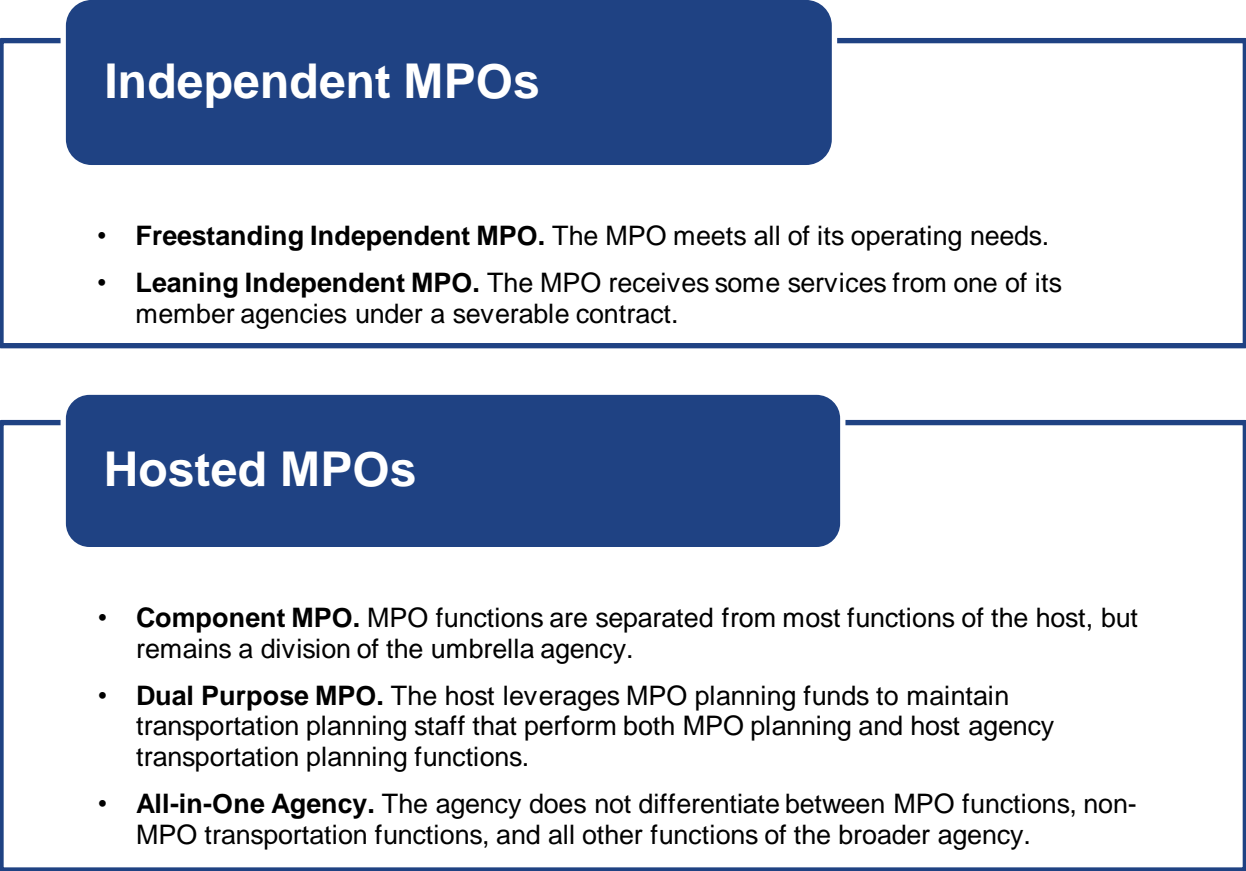 Independent MPOs
• Freestanding Independent MPO. The MPO meets all of its operating needs.
• Leaning Independent MPO. The MPO receives some services from one of its
member agencies under a severable contract.
Hosted MPOs
• Component MPO. MPO functions are separated from most functions of the host, but
remains a division of the umbrella agency.
• Dual Purpose MPO. The host leverages MPO planning funds to maintain
transportation planning staff that perform both MPO planning and host agency
transportation planning functions.
• All-in-One Agency. The agency does not differentiate between MPO functions, non-
MPO transportation functions, and all other functions of the broader agency.